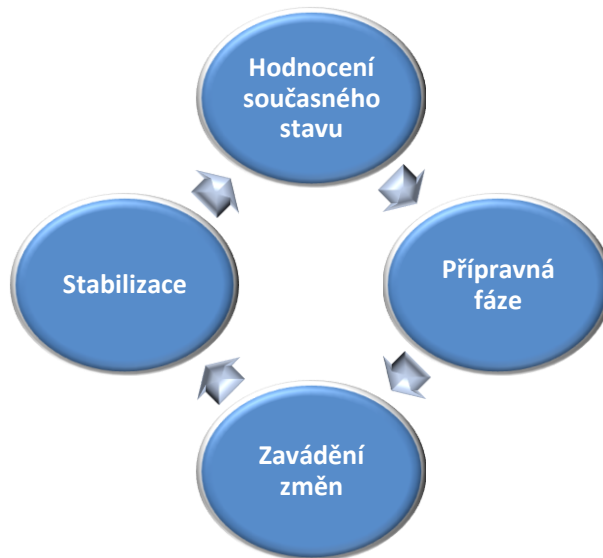 Hodnocení
současného
stavu
Stabilizace
Přípravná
fáze
Zavádění
změn